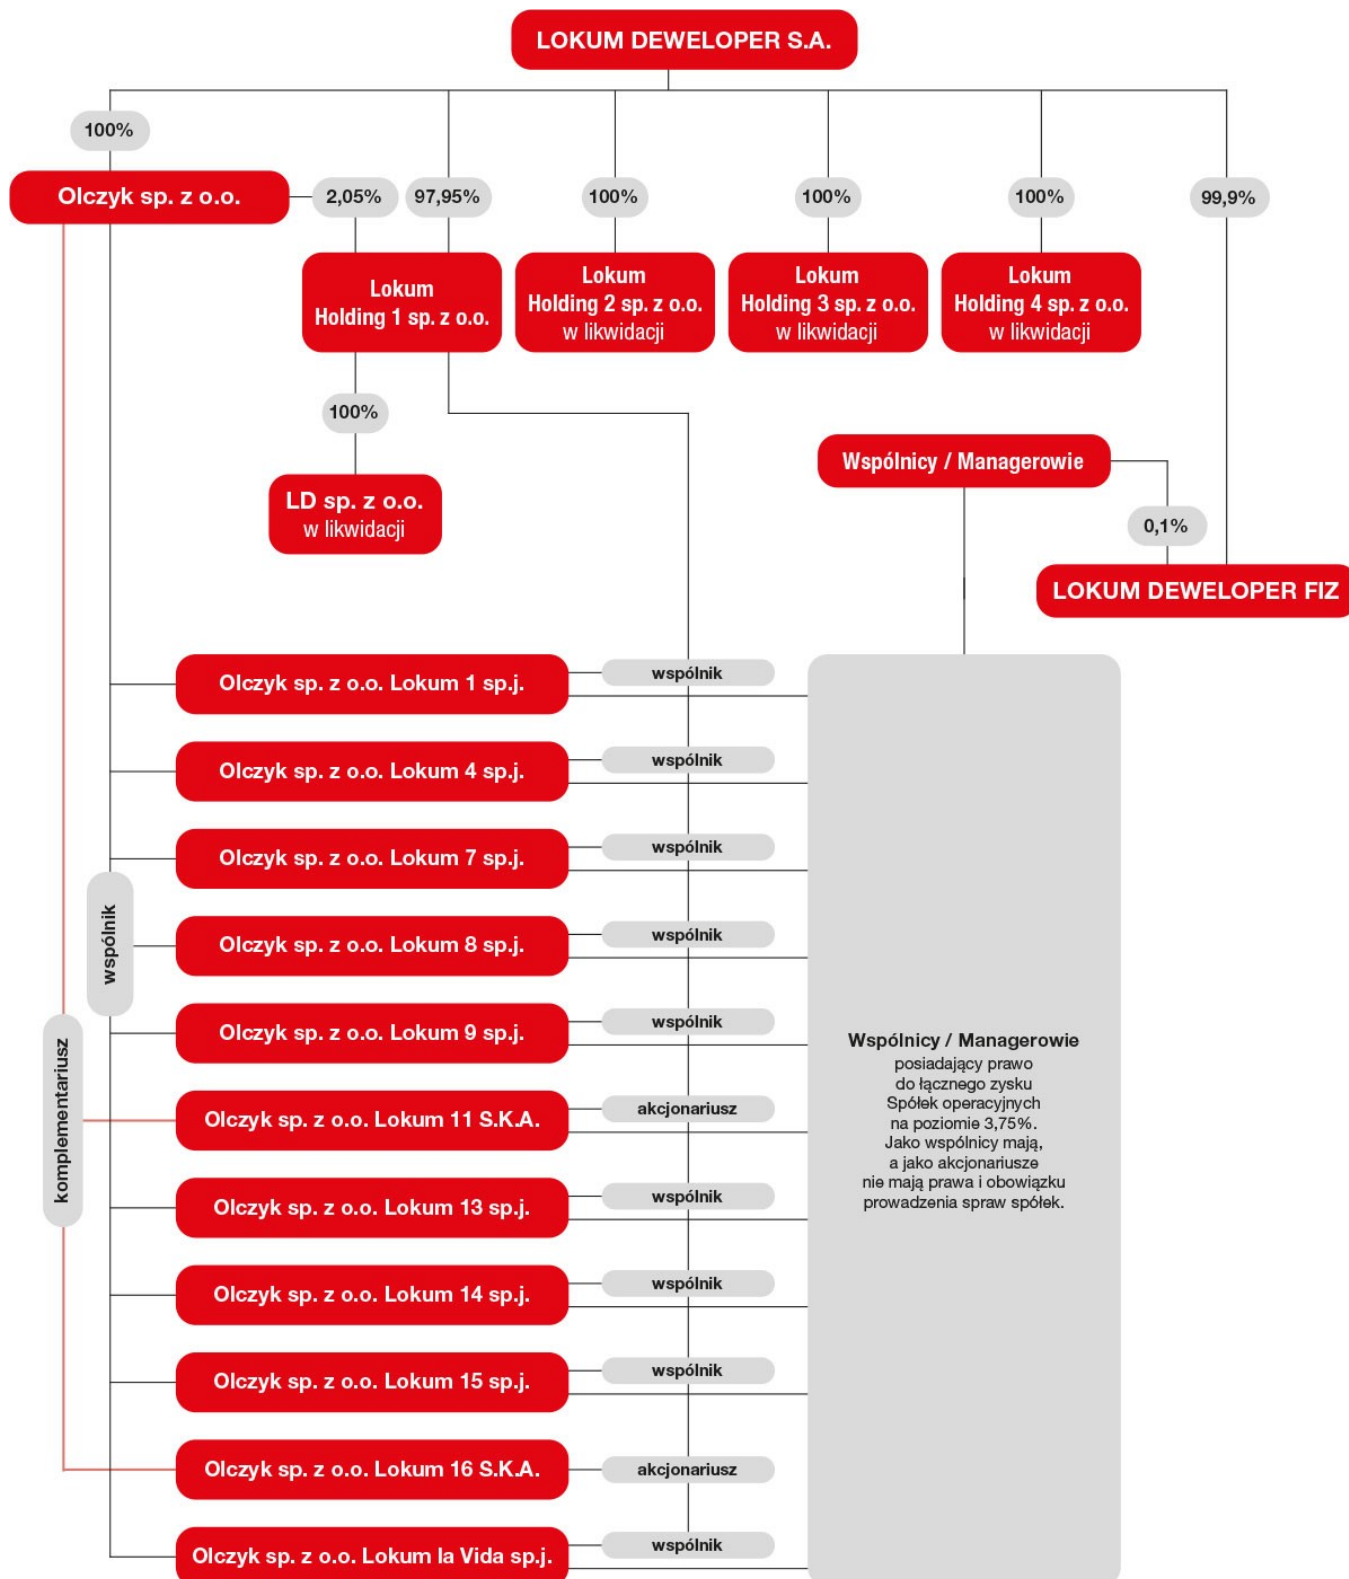 LOKUM DEWELOPER S.A.
100%
Olczyk sp. z o.o.
2,05%
97,95%
100%
100%
100%
99,9%
Lokum
Holding 1 sp. z o.o.
Lokum
Holding 2 sp. z o.o.
w likwidacji
Lokum
Holding 3 sp. z o.o.
w likwidacji
Lokum
Holding 4 sp. z o.o.
w likwidacji
100%
LD sp. z o.o.
w likwidacji
Wspólnicy / Managerowie
0,1%
LOKUM DEWELOPER FIZ
Olczyk sp. z o.o. Lokum 1 sp.j.
wspólnik
Olczyk sp. z o.o. Lokum 4 sp.j.
wspólnik
Olczyk sp. z o.o. Lokum 7 sp.j.
wspólnik
wspólnik
Olczyk sp. z o.o. Lokum 8 sp.j.
wspólnik
Olczyk sp. z o.o. Lokum 9 sp.j.
wspólnik
komplementariusz
Olczyk sp. z o.o. Lokum 11 S.K.A.
akcjonariusz
Olczyk sp. z o.o. Lokum 13 sp.j.
wspólnik
Olczyk sp. z o.o. Lokum 14 sp.j.
wspólnik
Olczyk sp. z o.o. Lokum 15 sp.j.
wspólnik
Olczyk sp. z o.o. Lokum 16 S.K.A.
akcjonariusz
Olczyk sp. z o.o. Lokum la Vida sp.j.
wspólnik
Wspólnicy / Managerowie
posiadający prawo
do łącznego zysku
Spółek operacyjnych
na poziomie 3,75%.
Jako wspólnicy mają,
a jako akcjonariusze
nie mają prawa i obowiązku
prowadzenia spraw spółek.